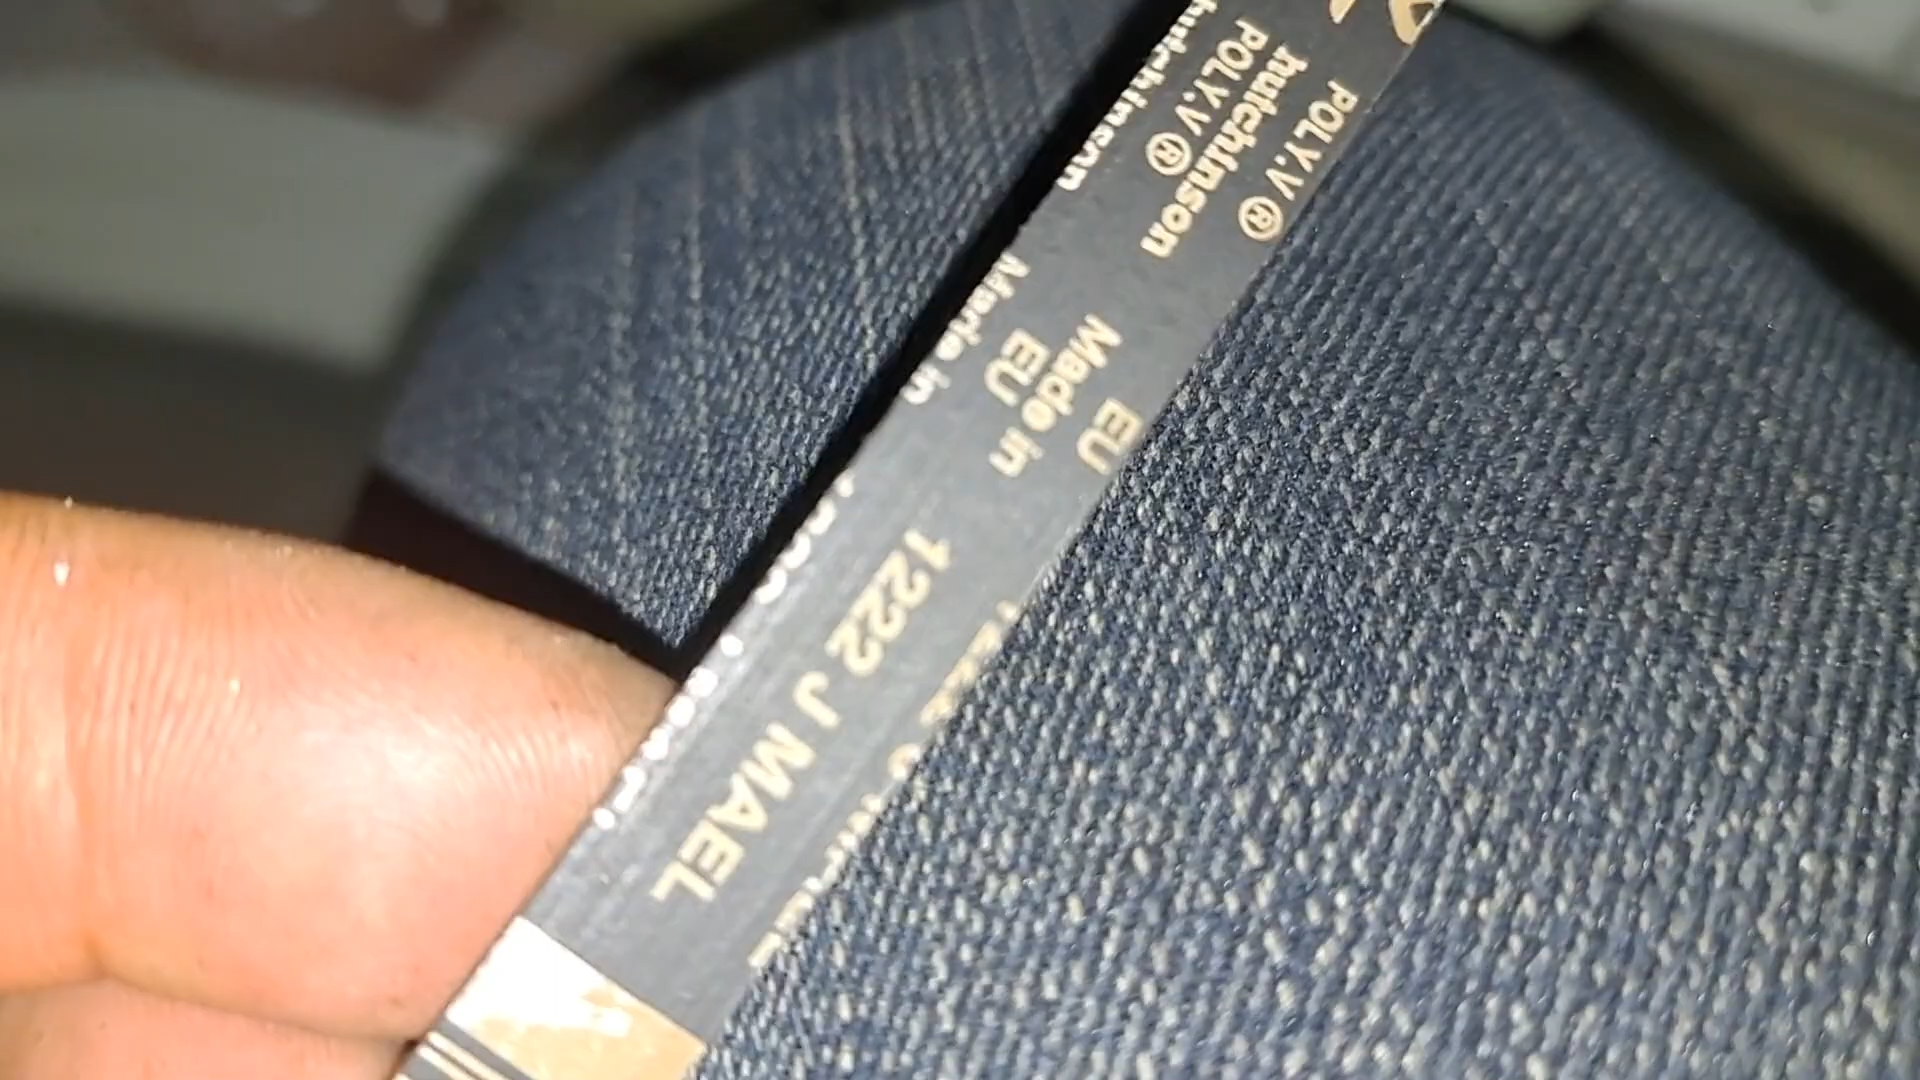 hutchinson
POLY.V ®
hutchinson
POLY.V ®
Made in
EU
Made in
EU
1222 J MAEL